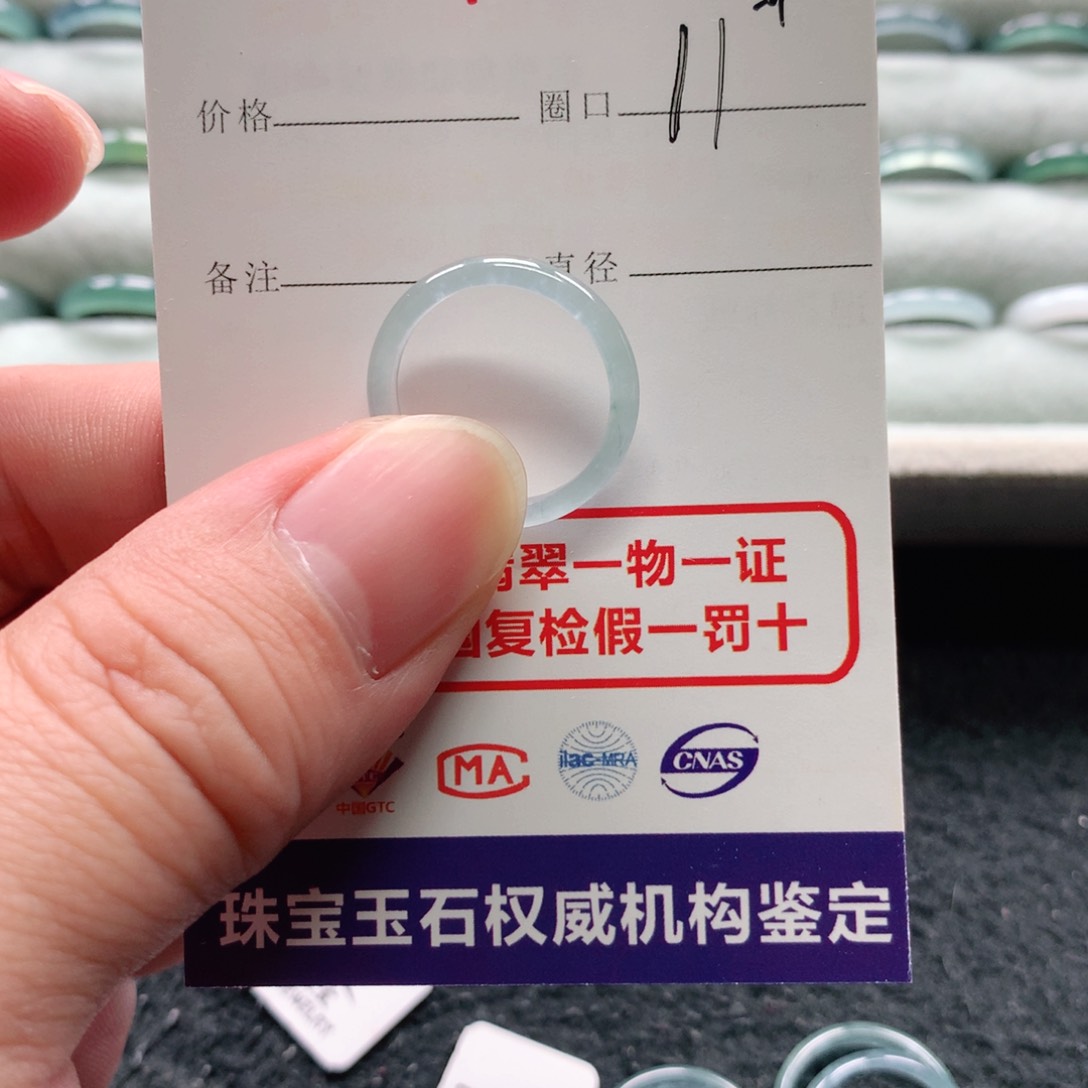 价格 圈口 11
备注 直径
翠一物一证
复检假一罚十
中国GTC MA ilac-MRA CNAS
珠宝玉石权威机构鉴定